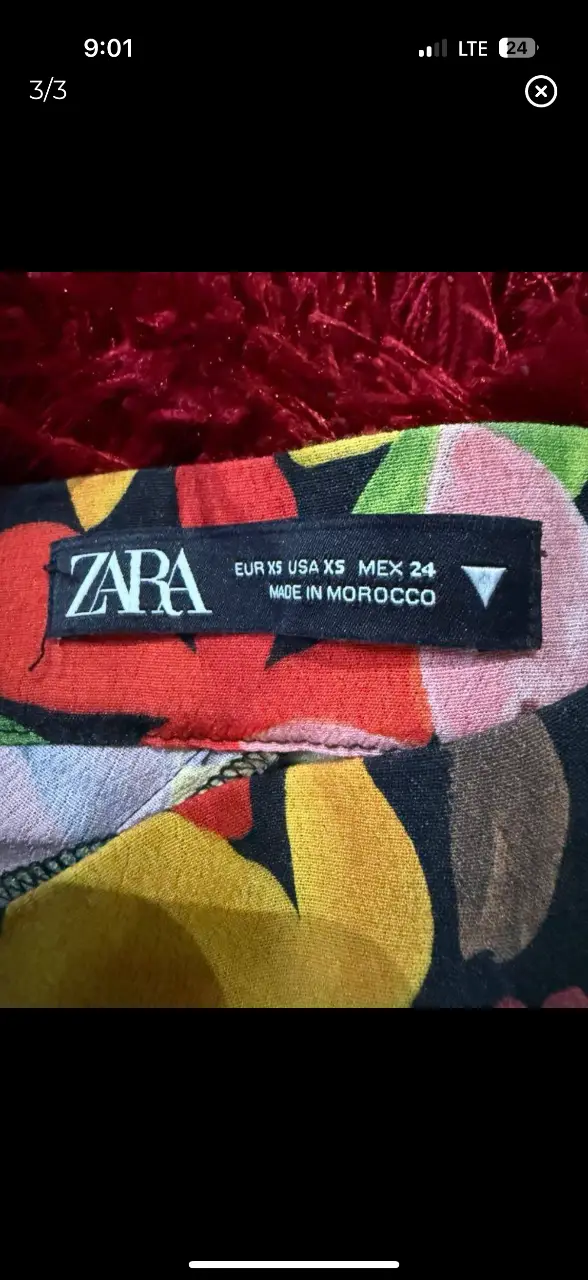 9:01
LTE
24
3/3
ZARA
EUR XS USA XS MEX 24
MADE IN MOROCCO